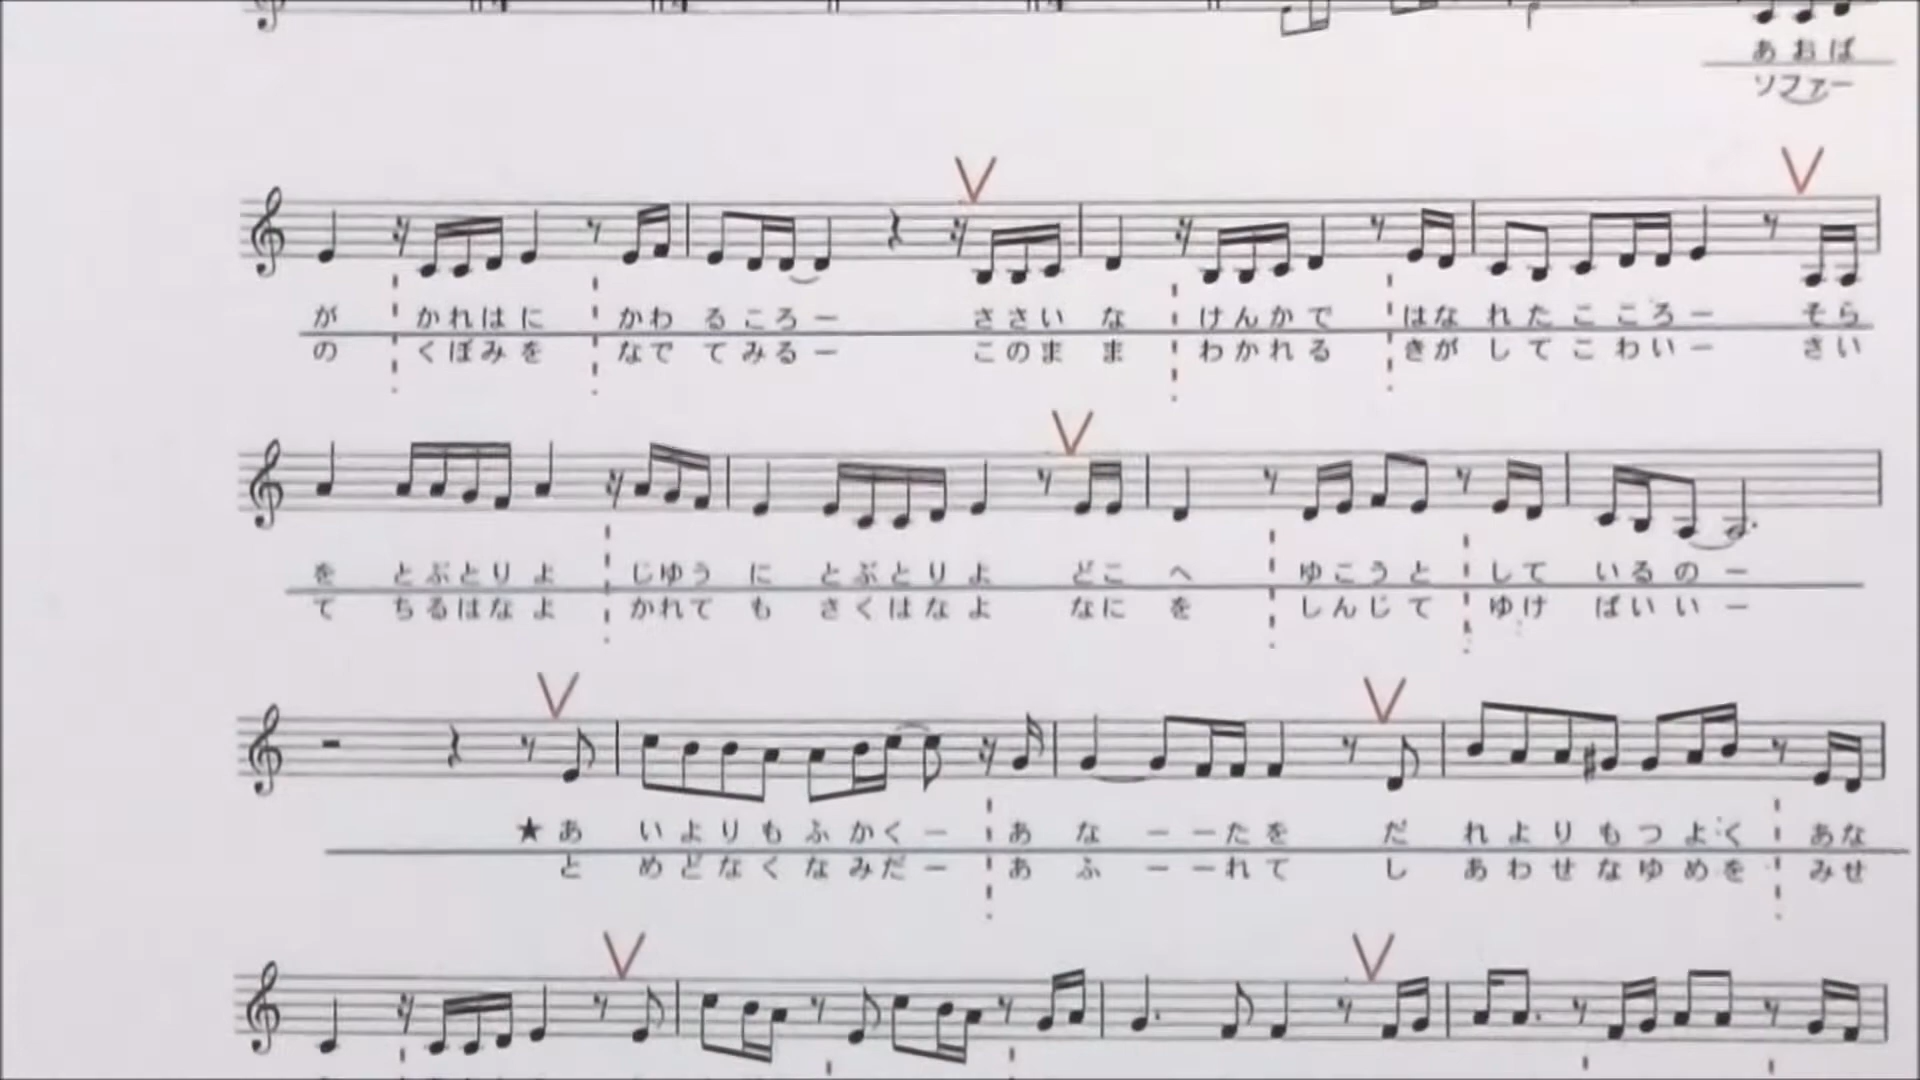 あおば
ソファー
が かれはに かわ るころー ささい な けんかで はな れた こころー そら
の くぼみを なで てみるー このま ま わかれる きが して こわいー さい
を とぶとり よ じゆう に とぶとり よ どこ へ ゆこうと して いるのー
て ちるはな よ かれて も さくはな よ なに を しんじて ゆけ ばいいー
★あ いよりも ふかくー あ な ーーたを だ れよりもつよく あな
と めどなく なみだー あ ふ ーーれて し あわせなゆめを みせ